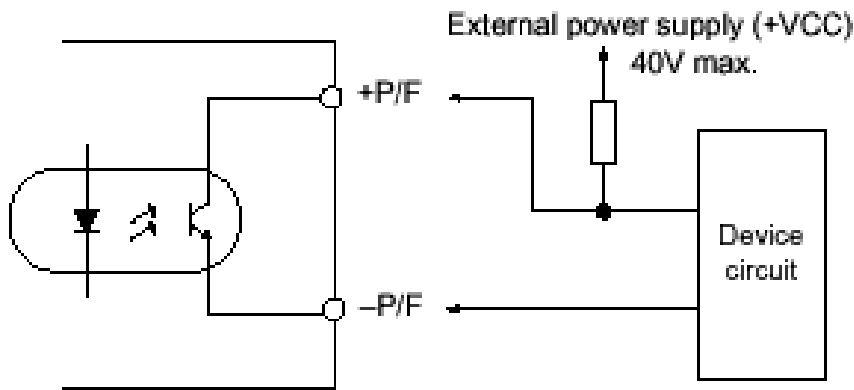 External power supply (+VCC)
40V max.
+P/F
Device
circuit
–P/F